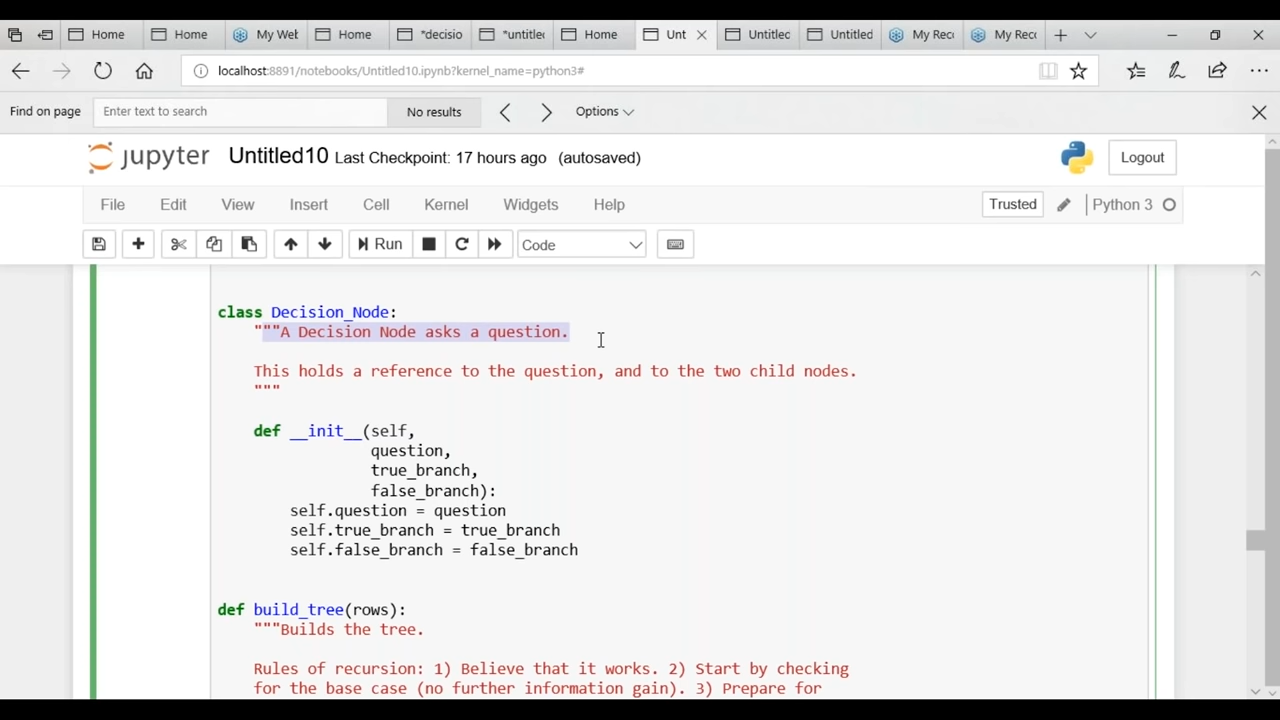 Home Home My Web Home *decisio *untitled Home Unt Untitlec Untitled My Reco My Reco
localhost:8891/notebooks/Untitled10.ipynb?kernel_name=python3#
Find on page Enter text to search No results Options
jupyter Untitled10 Last Checkpoint: 17 hours ago (autosaved) Logout
File Edit View Insert Cell Kernel Widgets Help Trusted Python 3
Run Code
class Decision_Node:
"""A Decision Node asks a question.
This holds a reference to the question, and to the two child nodes.
"""
def __init__(self,
question,
true_branch,
false_branch):
self.question = question
self.true_branch = true_branch
self.false_branch = false_branch
def build_tree(rows):
"""Builds the tree.
Rules of recursion: 1) Believe that it works. 2) Start by checking
for the base case (no further information gain). 3) Prepare for